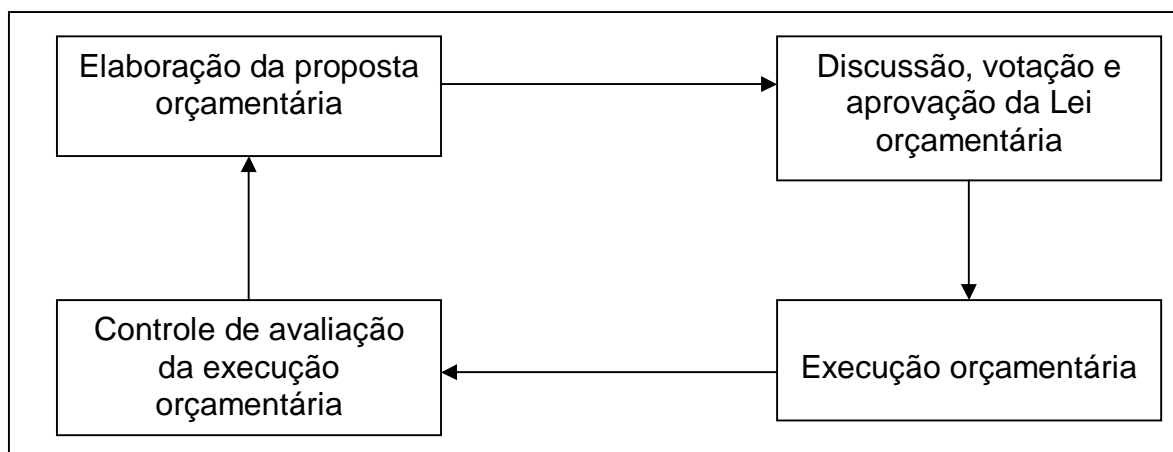 Elaboração da proposta
orçamentária
Discussão, votação e
aprovação da Lei
orçamentária
Controle de avaliação
da execução
orçamentária
Execução orçamentária